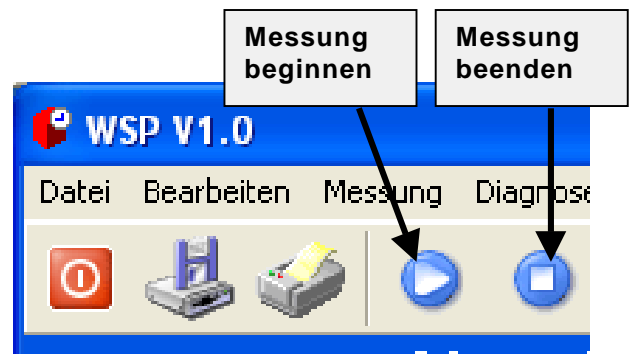 Messung
beginnen
Messung
beenden
WSP V1.0
Datei Bearbeiten Messung Diagnose